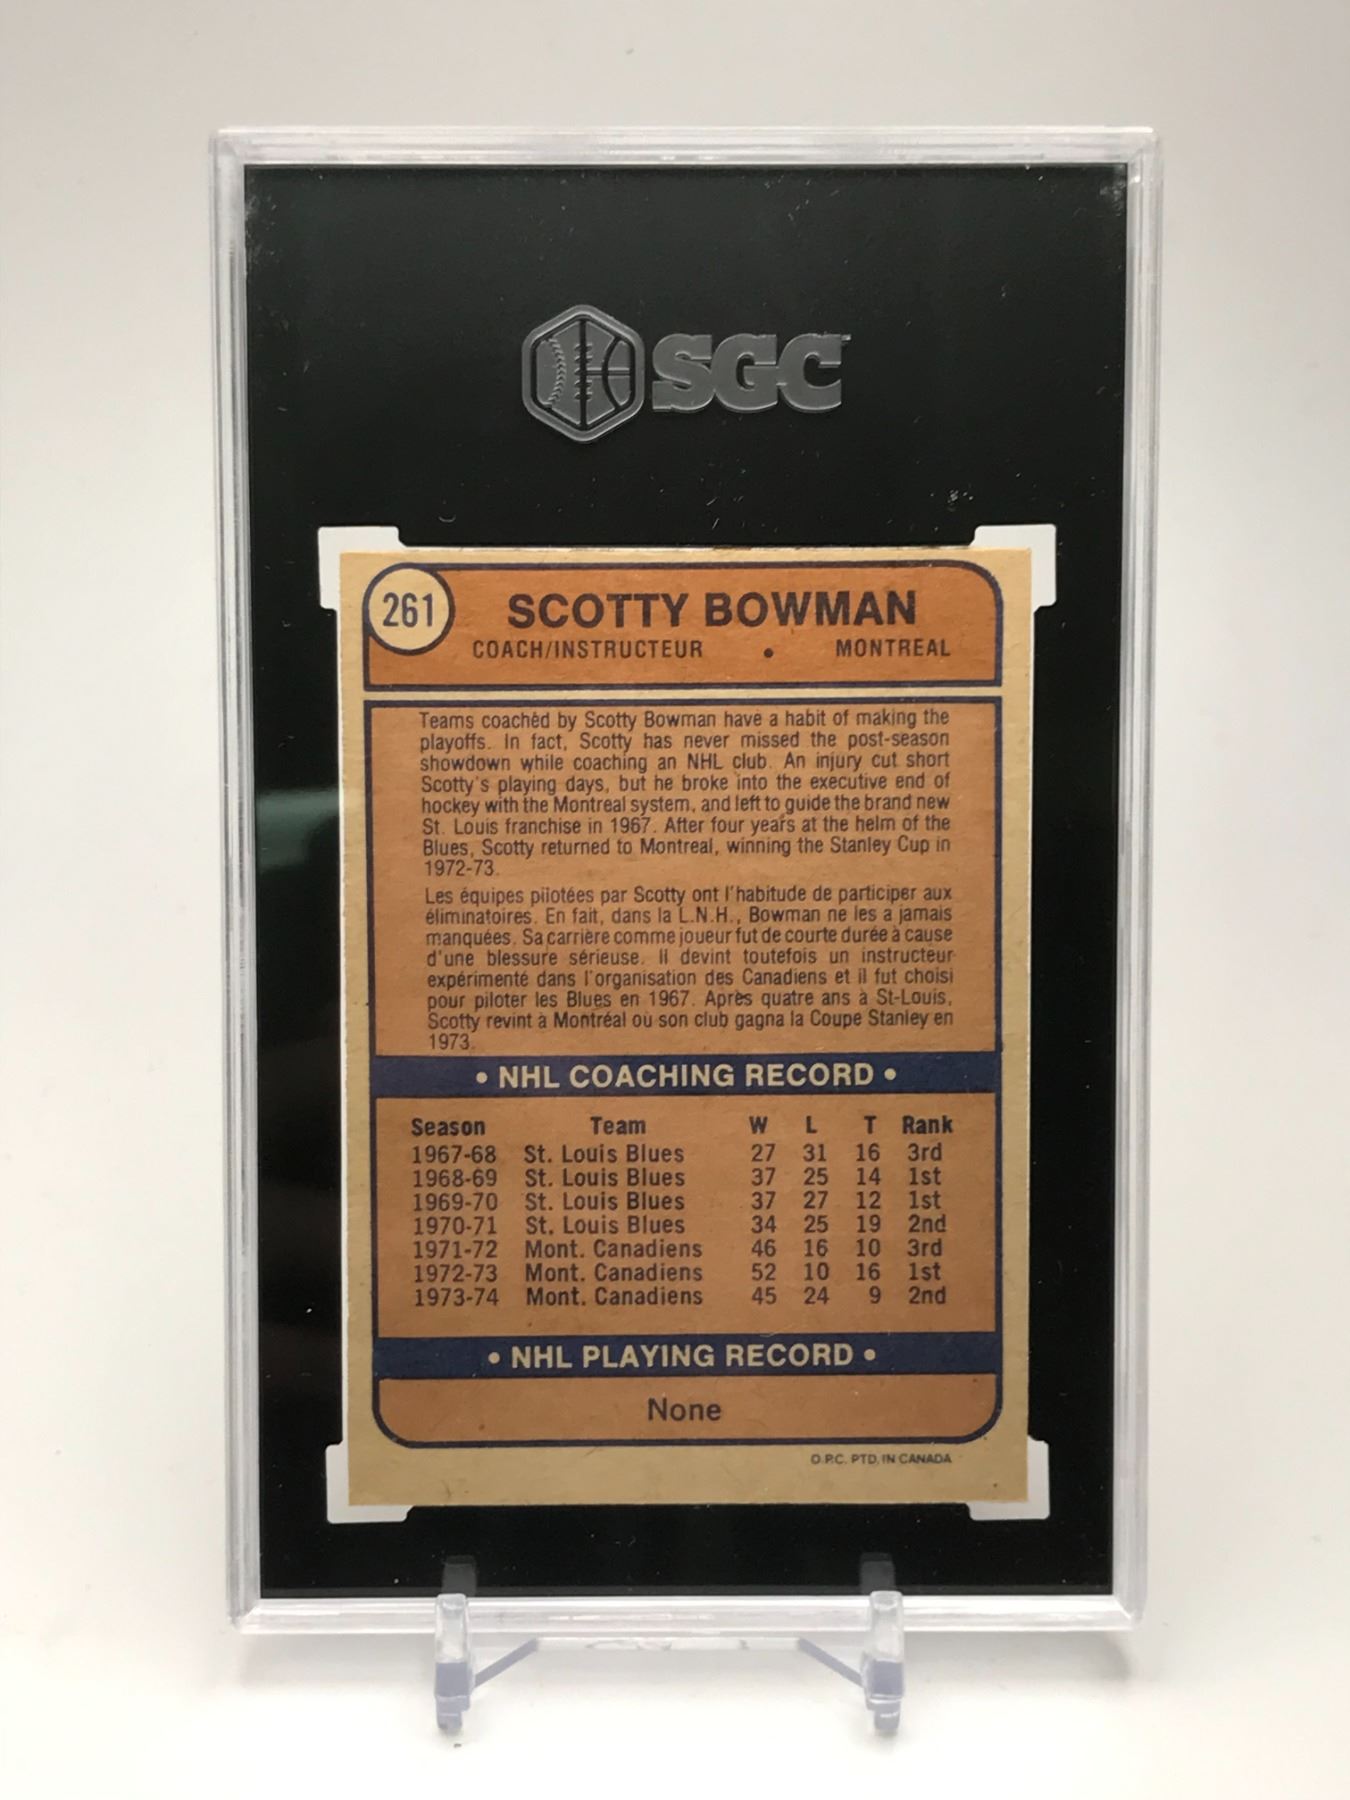 SGC
261
SCOTTY BOWMAN
COACH/INSTRUCTEUR • MONTREAL
Teams coached by Scotty Bowman have a habit of making the
playoffs. In fact, Scotty has never missed the post-season
showdown while coaching an NHL club. An injury cut short
Scotty's playing days, but he broke into the executive end of
hockey with the Montreal system, and left to guide the brand new
St. Louis franchise in 1967. After four years at the helm of the
Blues, Scotty returned to Montreal, winning the Stanley Cup in
1972-73.
Les équipes pilotées par Scotty ont l'habitude de participer aux
éliminatoires. En fait, dans la L.N.H., Bowman ne les a jamais
manquées. Sa carrière comme joueur fut de courte durée à cause
d'une blessure sérieuse. Il devint toutefois un instructeur
expérimenté dans l'organisation des Canadiens et il fut choisi
pour piloter les Blues en 1967. Après quatre ans à St-Louis,
Scotty revint à Montréal où son club gagna la Coupe Stanley en
1973.
• NHL COACHING RECORD •
Season Team W L T Rank
1967-68 St. Louis Blues 27 31 16 3rd
1968-69 St. Louis Blues 37 25 14 1st
1969-70 St. Louis Blues 37 27 12 1st
1970-71 St. Louis Blues 34 25 19 2nd
1971-72 Mont. Canadiens 46 16 10 3rd
1972-73 Mont. Canadiens 52 10 16 1st
1973-74 Mont. Canadiens 45 24 9 2nd
• NHL PLAYING RECORD •
None
O.P.C. PTD. IN CANADA